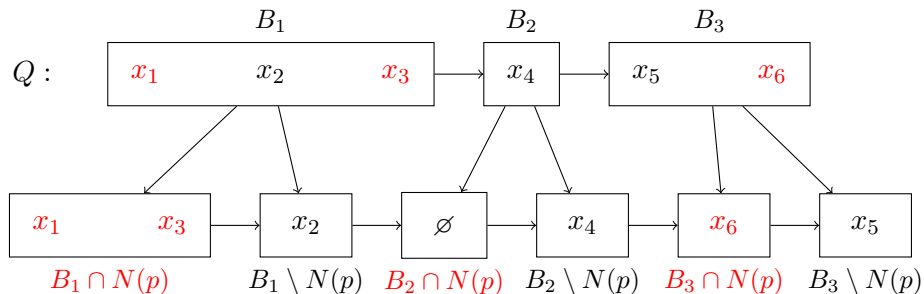 B₁ B₂ B₃
Q : x₁ x₂ x₃ x₄ x₅ x₆
x₁ x₃ x₂ ∅ x₄ x₆ x₅
B₁ ∩ N(p) B₁ \ N(p) B₂ ∩ N(p) B₂ \ N(p) B₃ ∩ N(p) B₃ \ N(p)